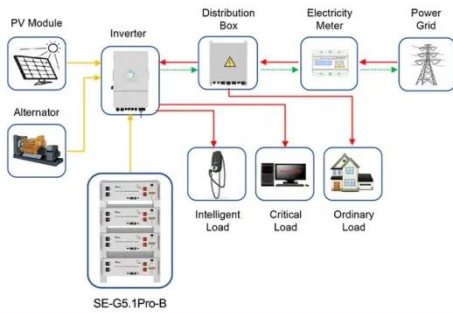 PV Module
Inverter
Distribution
Box
Electricity
Meter
Power
Grid
Alternator
Intelligent
Load
Critical
Load
Ordinary
Load
SE-G5.1Pro-B